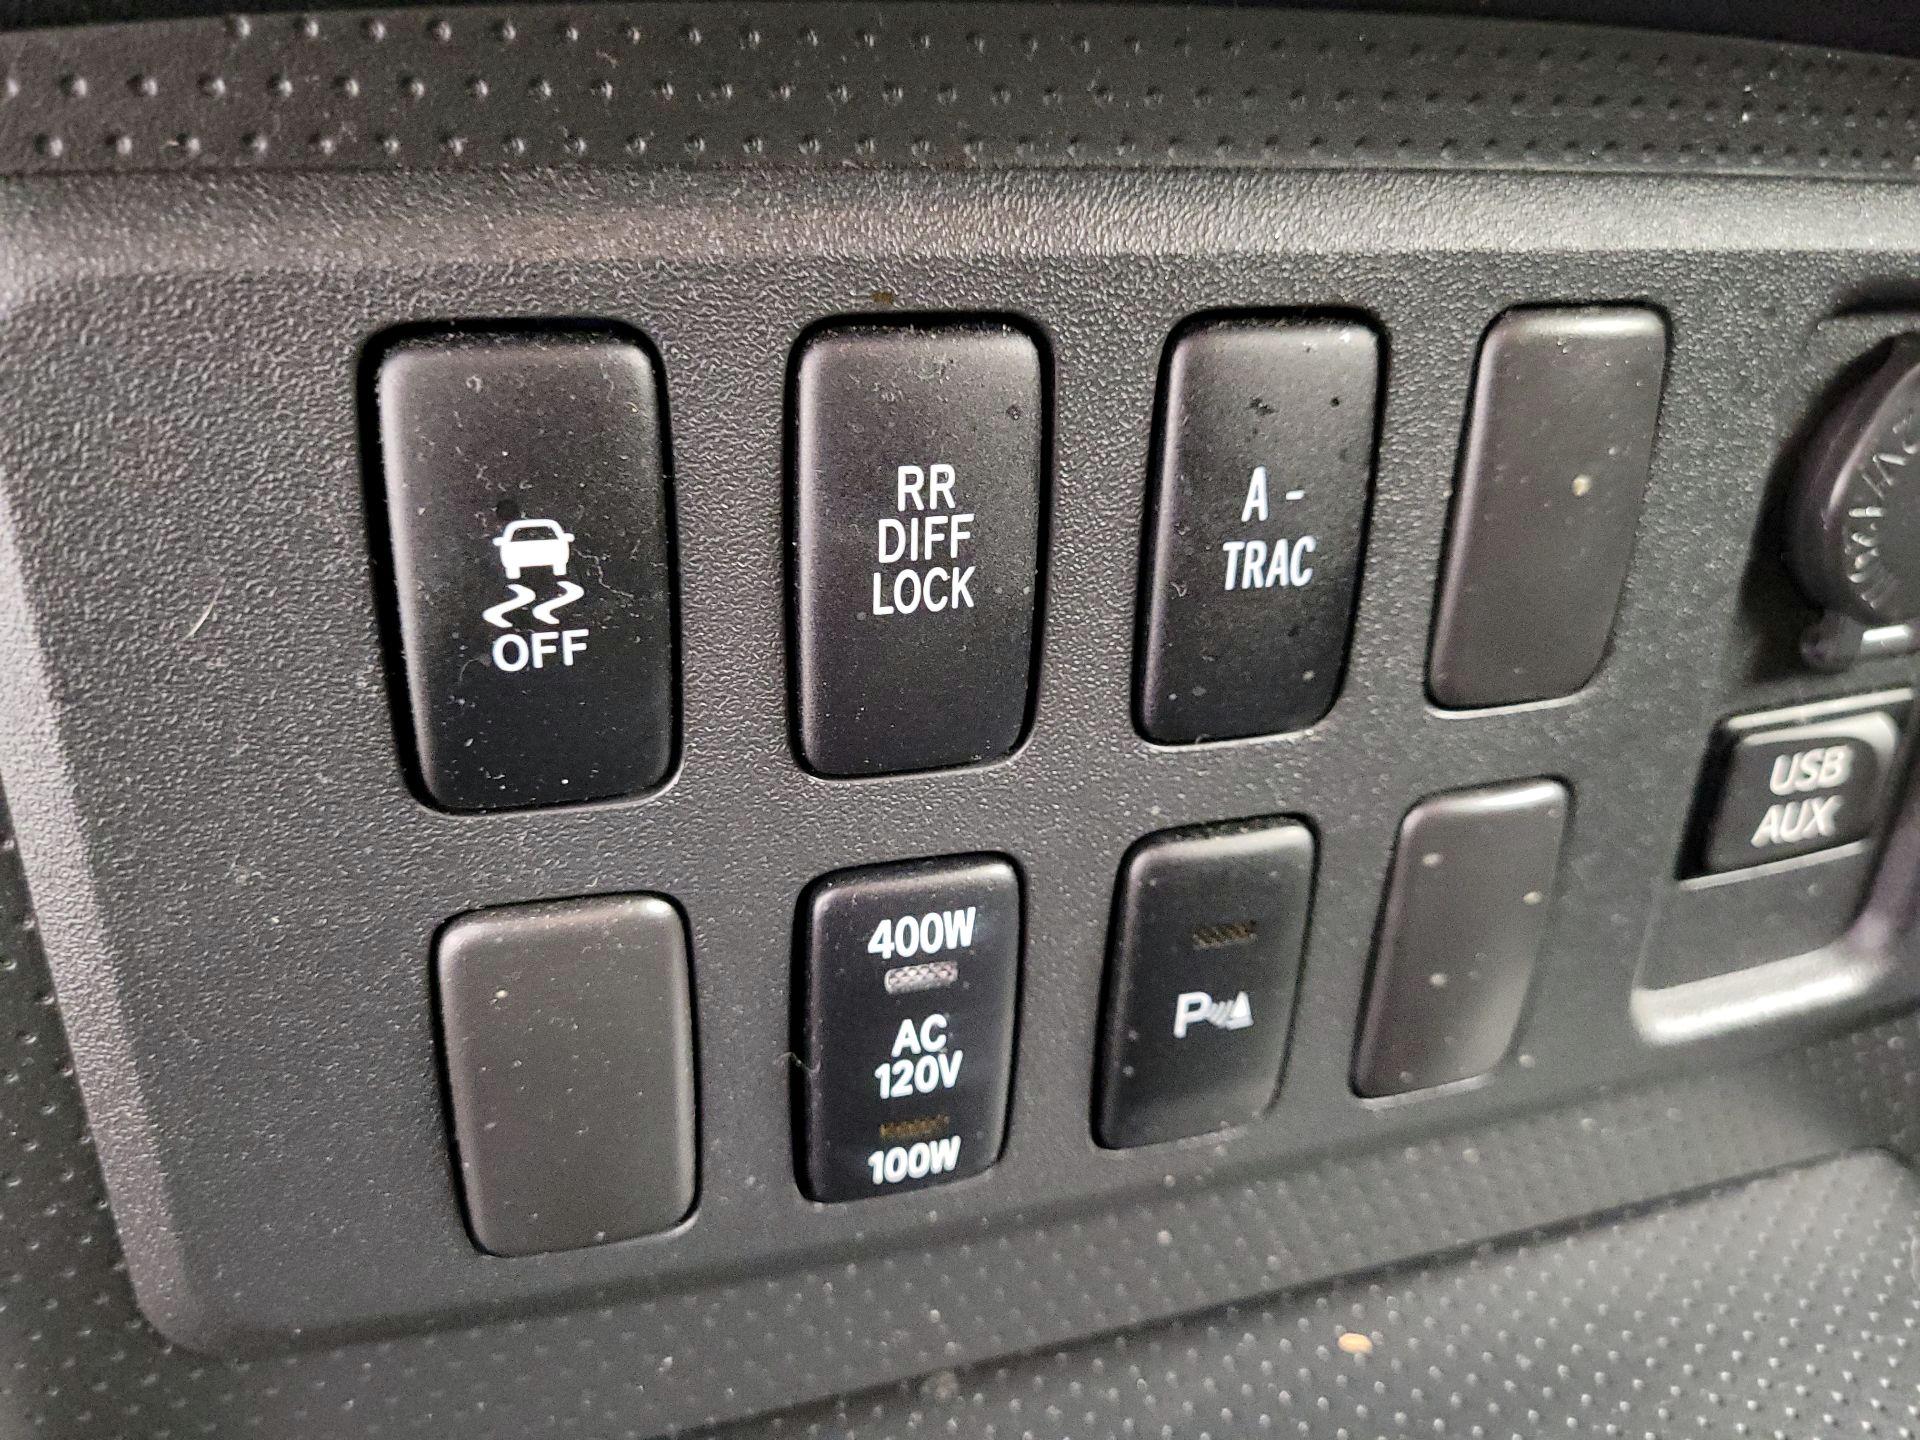 OFF
RR
DIFF
LOCK
A -
TRAC
USB
AUX
400W
AC
120V
100W
P